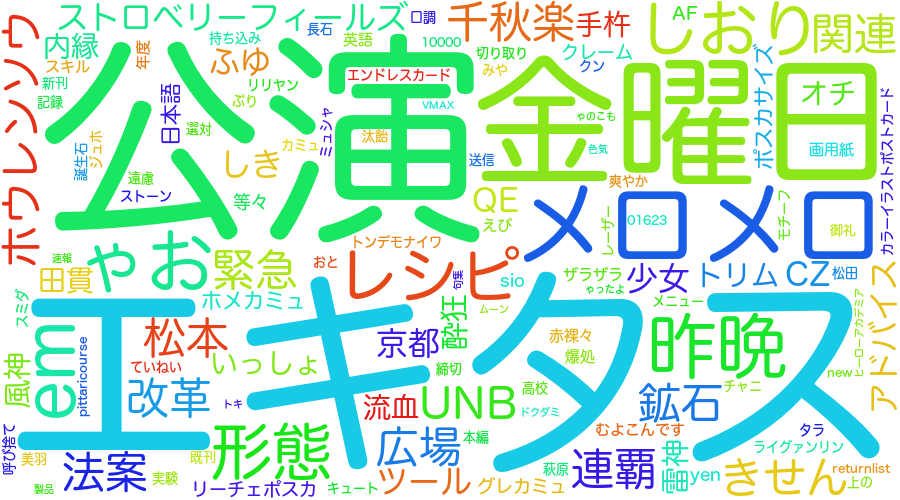 ストロベリーフィールズ
口調
長石
千秋楽
手杵
AF
しおり
関連
ホウレンソウ
内縁
スキル
新刊
記録
年度
持ち込み
ふゆ
リリヤン
ぷり
英語
10000
切り取り
クレーム
クン
みや
エンドレスカード
VMAX
公演
金曜日
オチ
画用紙
ポスカサイズ
カラーイラストポストカード
日本語
選対
ジュホ
誕生石
遠慮
ストーン
しき
等々
カミュ
ミュシャ
汰飴
送信
ゃのこも
色気
爽やか
QE
えび
メロメロ
レーザー
01623
モチーフ
御礼
ゃお
速報
田貫
スミダ
緊急
トンデモナイワ
おと
レシピ
句集
sio
ザラザラ
ゃったよ
少女
トリム
CZ
松田
ホメカミュ
ムーン
メニュー
エキタス
em
風神
pittaricourse
松本
ていねい
いっしょ
京都
酔狂
締切
赤裸々
爆処
昨晩
new
ヒーローアカデミア
アドバイス
改革
トキ
流血
UNB
高校
ドクダミ
鉱石
チャニ
呼び捨て
美羽
製品
法案
実験
形態
既刊
リーチェポスカ
キュート
広場
本編
ツール
グレカミュ
萩原
むよこんです
連覇
雷神
yen
タラ
ライヴァンリン
きせん
returnlist
上の